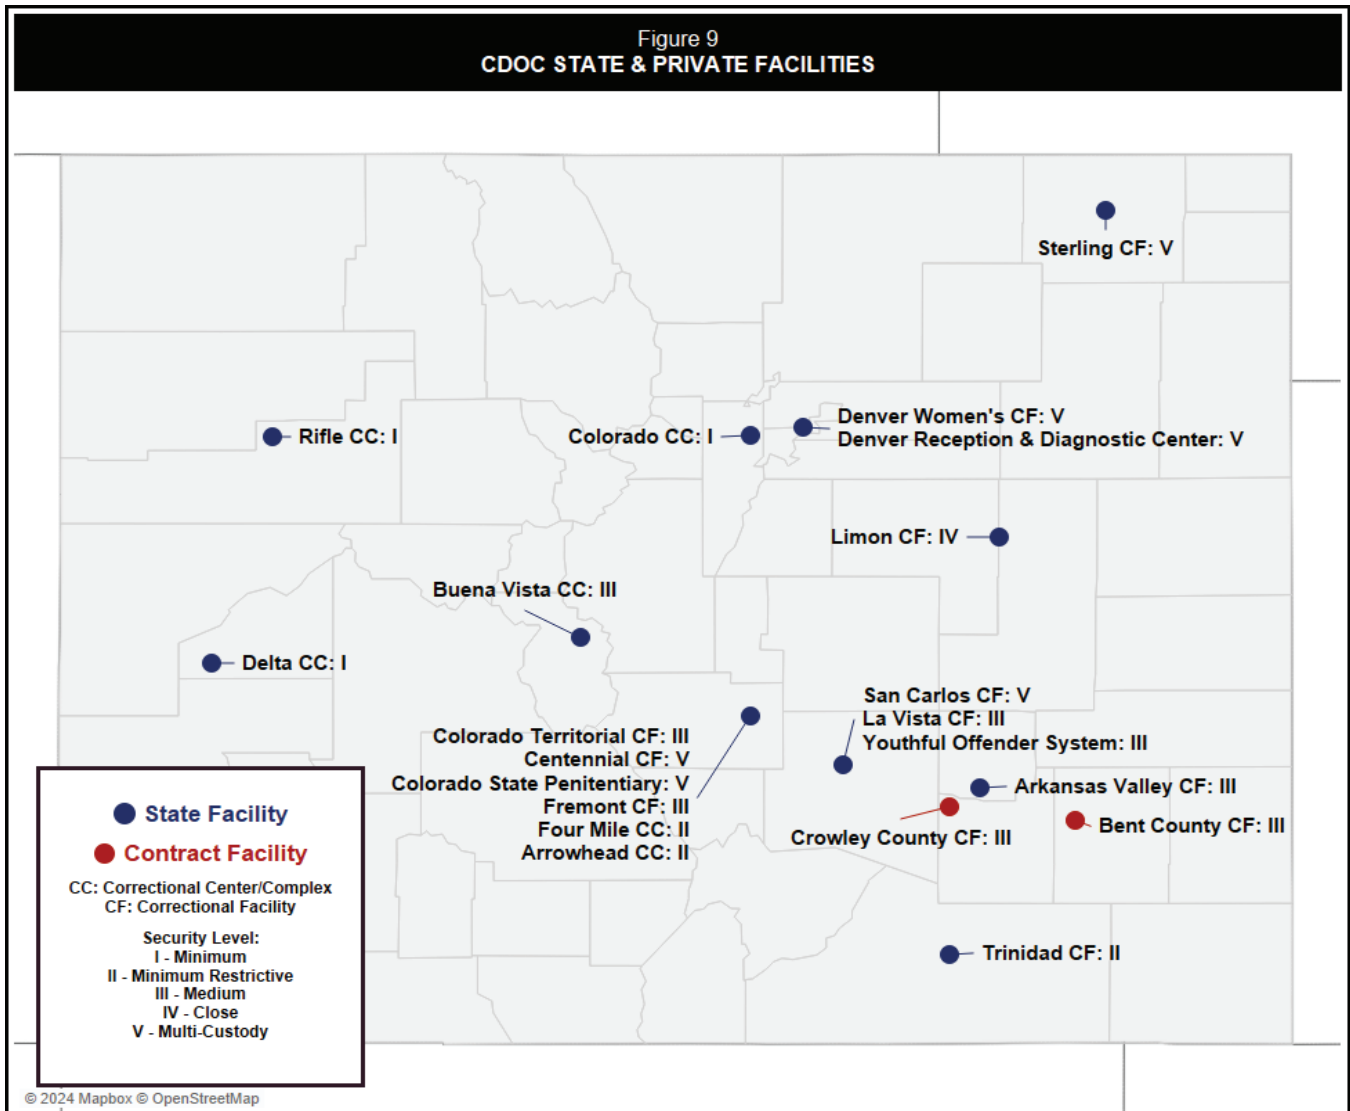 Figure 9
CDOC STATE & PRIVATE FACILITIES
Sterling CF: V
Denver Women's CF: V
Denver Reception & Diagnostic Center: V
Rifle CC: I
Colorado CC: I
Limon CF: IV
Buena Vista CC: III
Delta CC: I
San Carlos CF: V
La Vista CF: III
Youthful Offender System: III
Colorado Territorial CF: III
Centennial CF: V
Colorado State Penitentiary: V
Fremont CF: III
Four Mile CC: II
Arrowhead CC: II
Arkansas Valley CF: III
Crowley County CF: III
Bent County CF: III
Trinidad CF: II
State Facility
Contract Facility
CC: Correctional Center/Complex
CF: Correctional Facility
Security Level:
I - Minimum
II - Minimum Restrictive
III - Medium
IV - Close
V - Multi-Custody
© 2024 Mapbox © OpenStreetMap